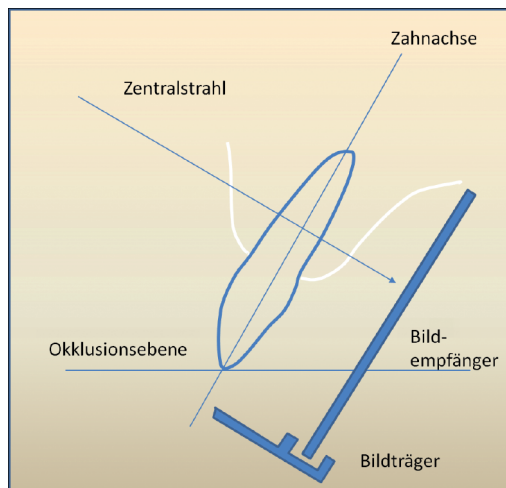 Zahnachse
Zentralstrahl
Okklusionsebene
Bild-
empfänger
Bildträger